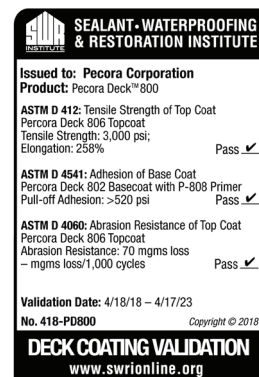 SWR
INSTITUTE
SEALANT • WATERPROOFING
& RESTORATION INSTITUTE
Issued to: Pecora Corporation
Product: Pecora Deck™ 800
ASTM D 412: Tensile Strength of Top Coat
Percora Deck 806 Topcoat
Tensile Strength: 3,000 psi;
Elongation: 258% Pass ✔
ASTM D 4541: Adhesion of Base Coat
Percora Deck 802 Basecoat with P-808 Primer
Pull-off Adhesion: >520 psi Pass ✔
ASTM D 4060: Abrasion Resistance of Top Coat
Percora Deck 806 Topcoat
Abrasion Resistance: 70 mgms loss
– mgms loss/1,000 cycles Pass ✔
Validation Date: 4/18/18 – 4/17/23
No. 418-PD800 Copyright © 2018
DECK COATING VALIDATION
www.swrionline.org